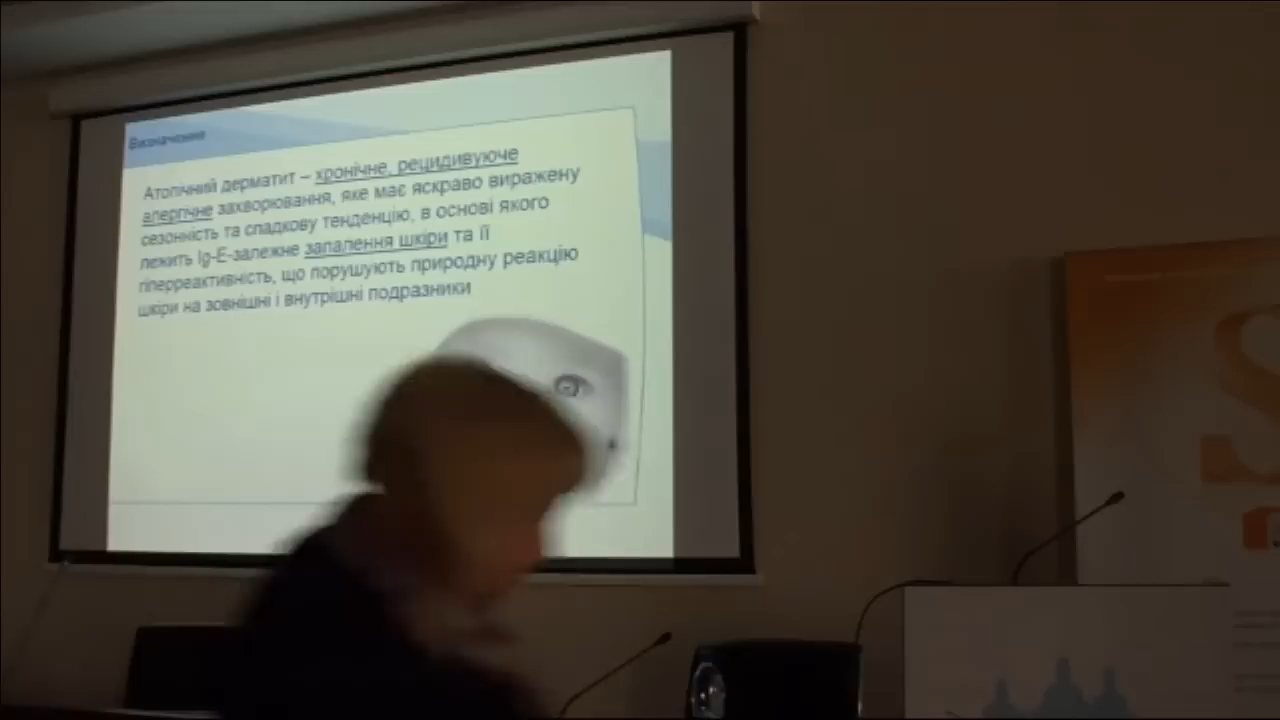 Визначення
Атопічний дерматит – хронічне, рецидивуюче
алергічне захворювання, яке має яскраво виражену
сезонність та спадкову тенденцію, в основі якого
лежить Ig-E-залежне запалення шкіри та її
гіперреактивність, що порушують природну реакцію
шкіри на зовнішні і внутрішні подразники
S